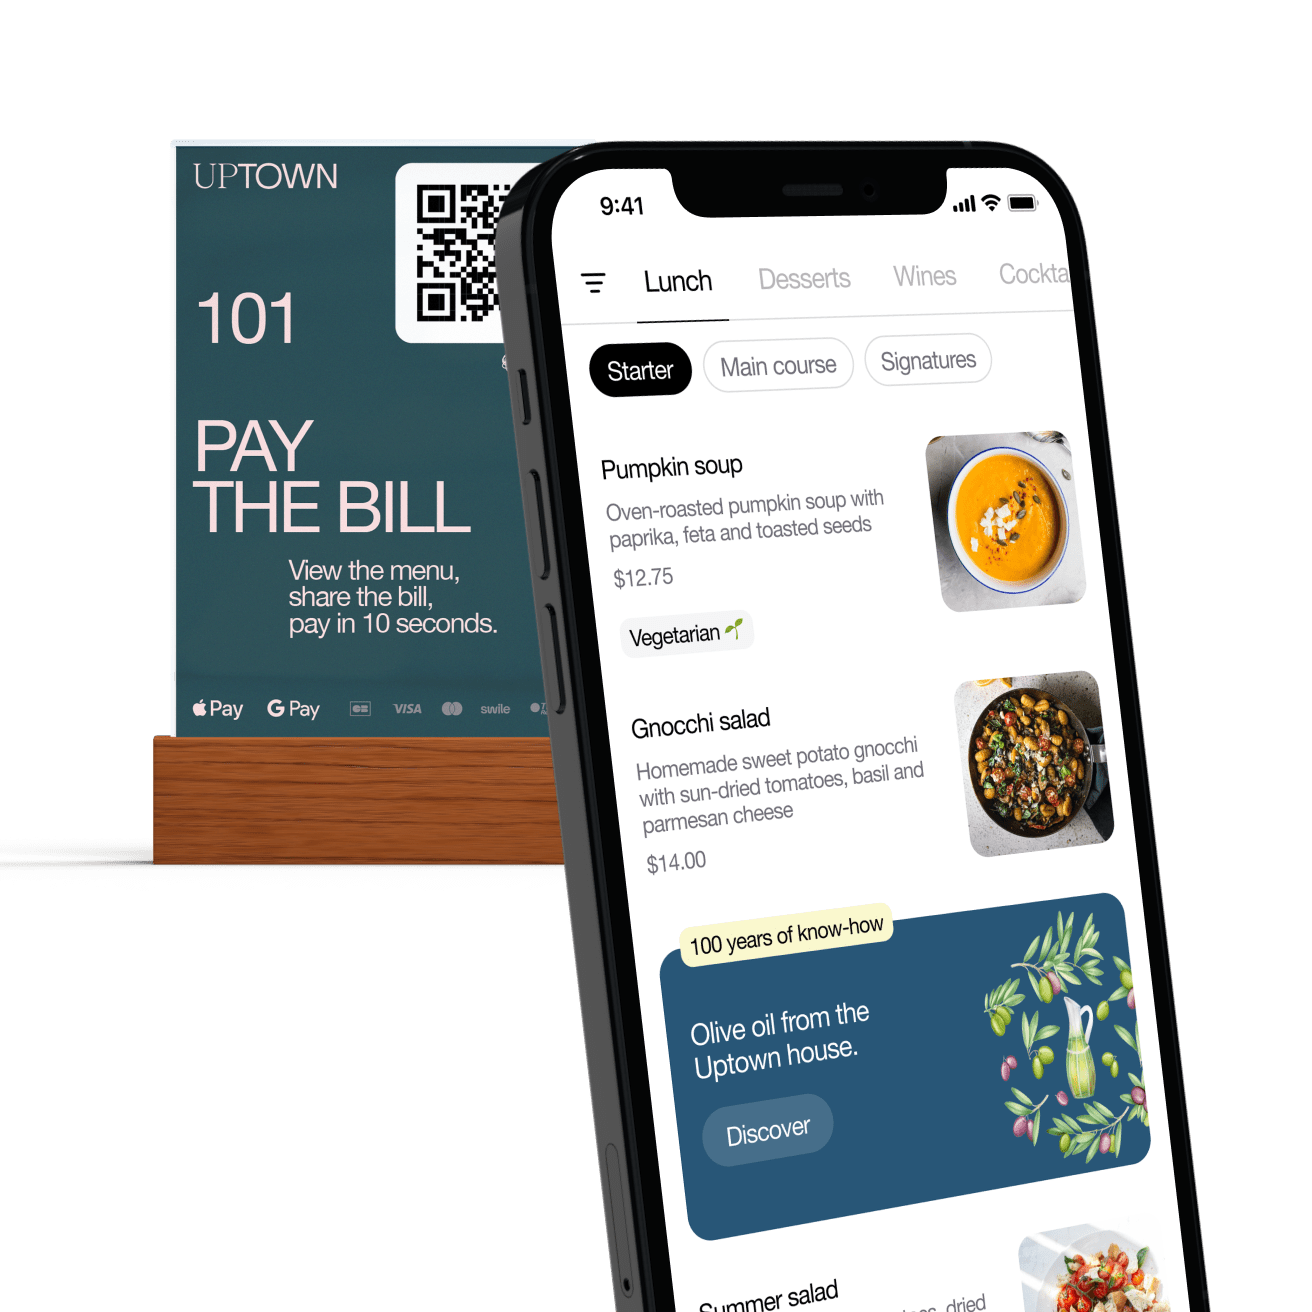 UPTOWN
101
PAY
THE BILL
View the menu,
share the bill,
pay in 10 seconds.
Pay
G Pay
CB
VISA
swile
9:41
Lunch
Desserts
Wines
Cockta
Starter
Main course
Signatures
Pumpkin soup
Oven-roasted pumpkin soup with
paprika, feta and toasted seeds
$12.75
Vegetarian
Gnocchi salad
Homemade sweet potato gnocchi
with sun-dried tomatoes, basil and
parmesan cheese
$14.00
100 years of know-how
Olive oil from the
Uptown house.
Discover
Summer salad
dried